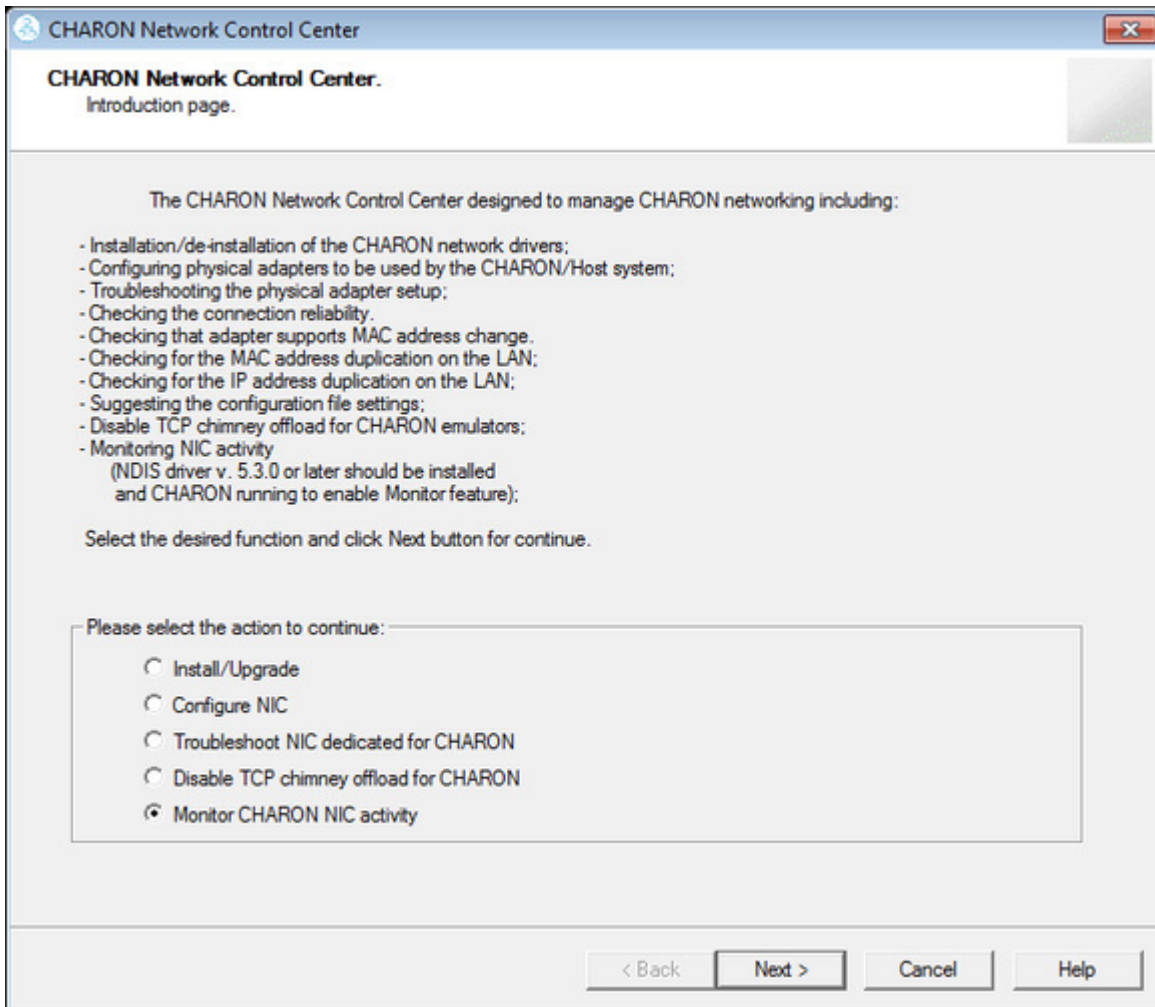 CHARON Network Control Center
CHARON Network Control Center.
Introduction page.
The CHARON Network Control Center designed to manage CHARON networking including:
- Installation/de-installation of the CHARON network drivers;
- Configuring physical adapters to be used by the CHARON/Host system;
- Troubleshooting the physical adapter setup;
- Checking the connection reliability.
- Checking that adapter supports MAC address change.
- Checking for the MAC address duplication on the LAN;
- Checking for the IP address duplication on the LAN;
- Suggesting the configuration file settings;
- Disable TCP chimney offload for CHARON emulators;
- Monitoring NIC activity
(NDIS driver v. 5.3.0 or later should be installed
and CHARON running to enable Monitor feature);
Select the desired function and click Next button for continue.
Please select the action to continue:
Install/Upgrade
Configure NIC
Troubleshoot NIC dedicated for CHARON
Disable TCP chimney offload for CHARON
Monitor CHARON NIC activity
< Back Next > Cancel Help